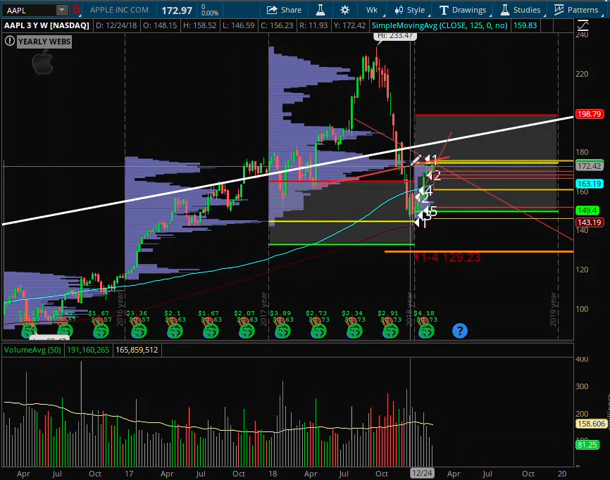 AAPL APPLE INC COM 172.97 0 0.00% Share Wk Style Drawings Studies Patterns
AAPL 3 Y W [NASDAQ] D: 12/24/18 O: 148.15 H: 158.52 L: 146.59 C: 156.23 R: 11.93 Y: 172.42 SimpleMovingAvg (CLOSE, 125, 0, no) 159.83
YEARLY WEBS
Hi: 233.47
240
220
198.79
172.42
163.19
160
149.4
143.19
140
120
100
1
2
4
2
5
3
1
1-4 129.23
2016 year
2017 year
2018 year
2019 year
$1.67 $3.36 $2.1 $1.67 $2.07 $3.89 $2.73 $2.34 $2.91 $4.18
?
VolumeAvg (50) 191,160,265 165,859,512
400
300
200
158.606
81.25
0
Apr Jul Oct 17 Apr Jul Oct 18 Apr Jul Oct 12/24 Apr Jul Oct 20